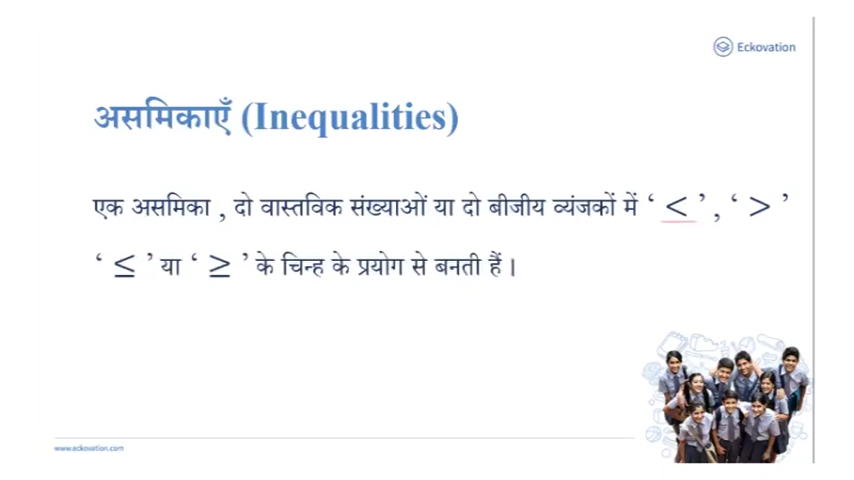 Eckovation
असमिकाएँ (Inequalities)
एक असमिका , दो वास्तविक संख्याओं या दो बीजीय व्यंजकों में ‘ < ’ , ‘ > ’
‘ ≤ ’ या ‘ ≥ ’ के चिन्ह के प्रयोग से बनती हैं ।
www.eckovation.com